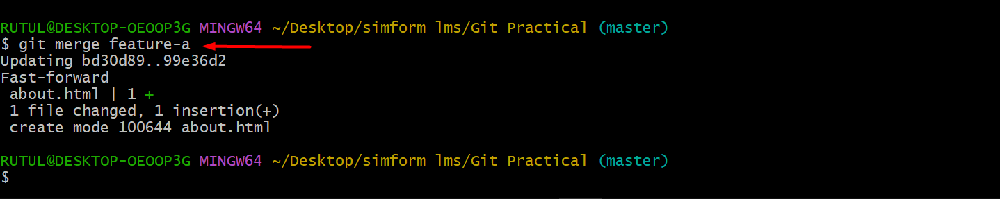 RUTUL@DESKTOP-OEOOP3G MINGW64 ~/Desktop/simform lms/Git Practical (master)
$ git merge feature-a
Updating bd30d89..99e36d2
Fast-forward
 about.html | 1 +
 1 file changed, 1 insertion(+)
 create mode 100644 about.html

RUTUL@DESKTOP-OEOOP3G MINGW64 ~/Desktop/simform lms/Git Practical (master)
$